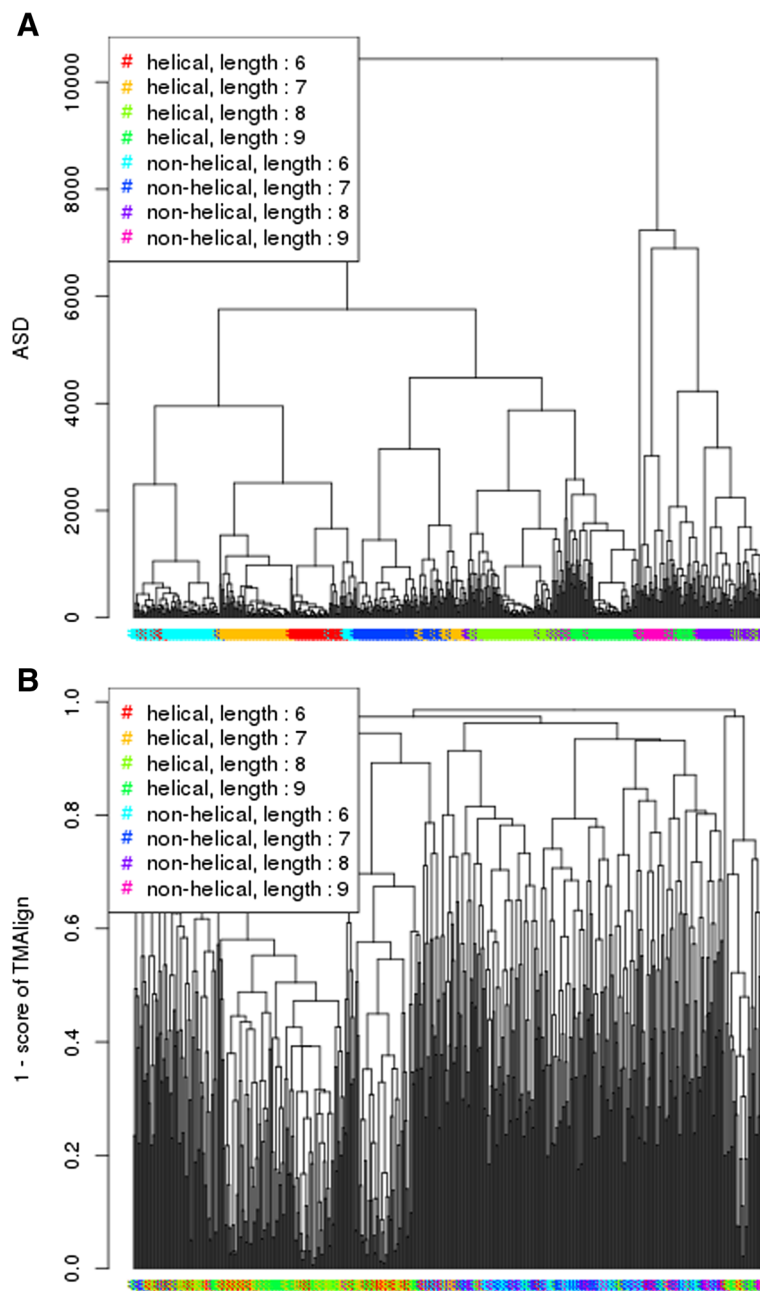 A
10000
8000
6000
4000
2000
0
ASD
# helical, length : 6
# helical, length : 7
# helical, length : 8
# helical, length : 9
# non-helical, length : 6
# non-helical, length : 7
# non-helical, length : 8
# non-helical, length : 9
B
1.0
0.8
0.6
0.4
0.2
0.0
1 - score of TMAlign
# helical, length : 6
# helical, length : 7
# helical, length : 8
# helical, length : 9
# non-helical, length : 6
# non-helical, length : 7
# non-helical, length : 8
# non-helical, length : 9